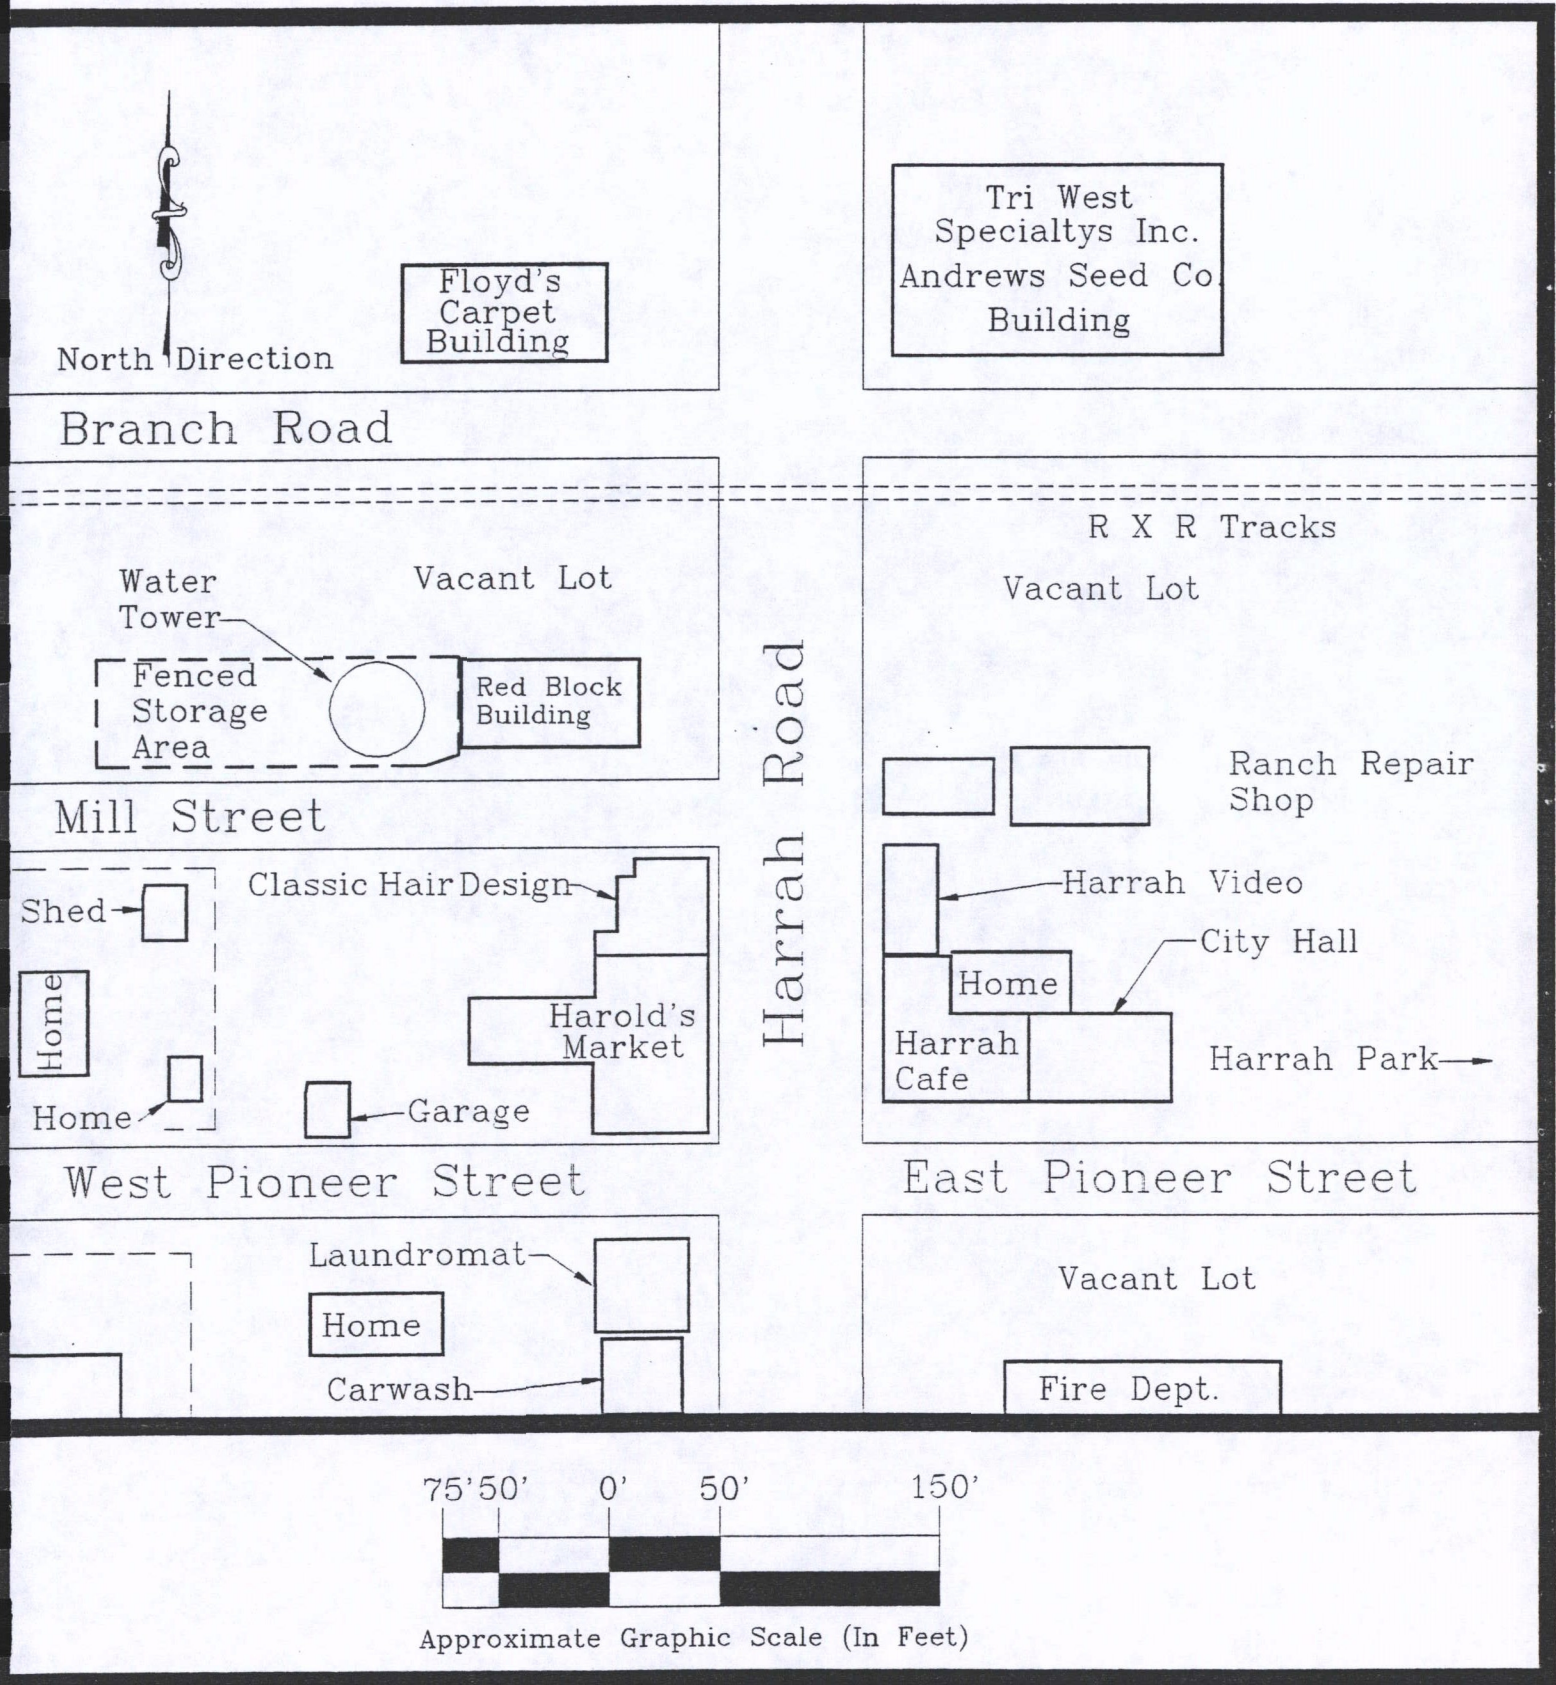 Tri West
Specialtys Inc.
Andrews Seed Co.
Building
Floyd's
Carpet
Building
North Direction
Branch Road
R X R Tracks
Water
Tower
Vacant Lot
Vacant Lot
Fenced
Storage
Area
Red Block
Building
Harrah Road
Ranch Repair
Shop
Mill Street
Classic Hair Design
Harrah Video
Shed
City Hall
Home
Home
Harold's
Market
Harrah
Cafe
Harrah Park
Home
Garage
West Pioneer Street
East Pioneer Street
Laundromat
Vacant Lot
Home
Carwash
Fire Dept.
75' 50' 0' 50' 150'
Approximate Graphic Scale (In Feet)